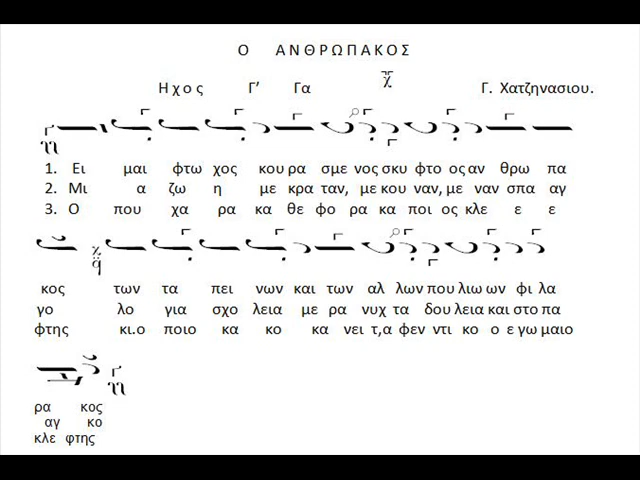 Ο ΑΝΘΡΩΠΑΚΟΣ
Ηχος Γ’ Γα Γ. Χατζηνασιου.
1. Ει μαι φτω χος κου ρα σμε νος σκυ φτο ος αν θρω πα
2. Μι α ζω η με κρα ταν, με κου ναν, με ναν σπα αγ
3. Ο που χα ρα κα θε φο ρα κα ποι ος κλε ε ε
κος των τα πει νων και των αλ λων που λιω ων φι λα
γο λο για σχο λεια με ρα νυχ τα δου λεια και στο πα
φτης κι.ο ποιο κα κο κα νει τ,α φεν ντι κο ο ε γω μαιο
ρα κος
αγ κο
κλε φτης